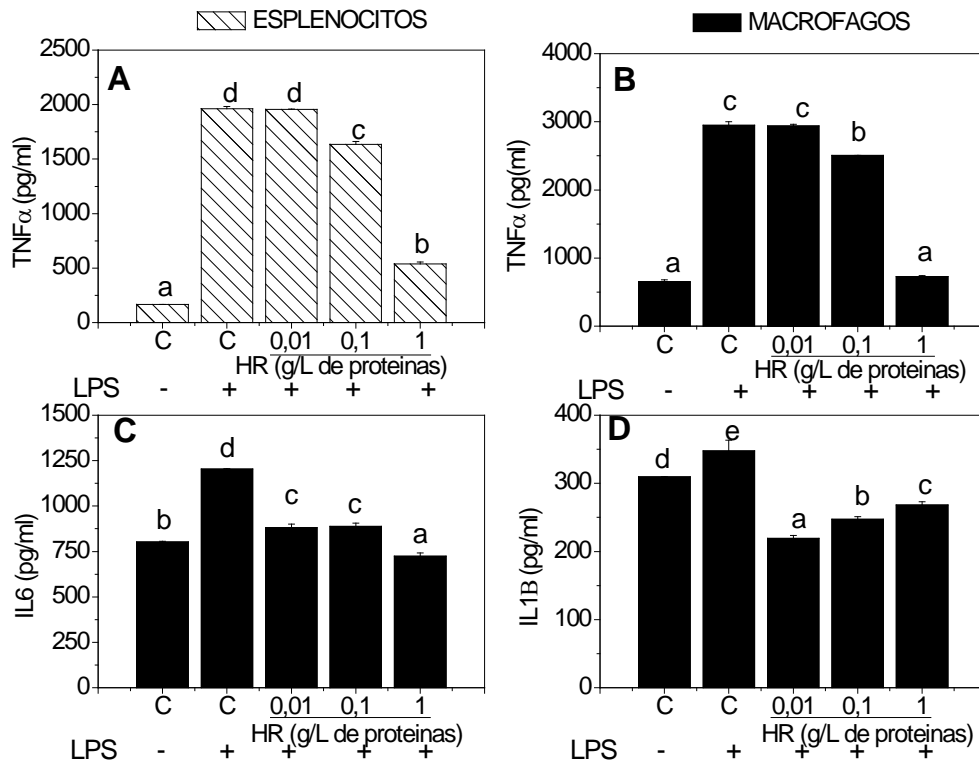 ESPLENOCITOS
MACROFAGOS
A
TNFα (pg/ml)
2500
2000
1500
1000
500
0
a
d
d
c
b
C
C
0,01
0,1
1
HR (g/L de proteinas)
LPS
-
+
+
+
+
B
TNFα (pg(ml)
4000
3000
2000
1000
0
a
c
c
b
a
C
C
0,01
0,1
1
HR (g/L de proteinas)
-
+
+
+
+
C
IL6 (pg/ml)
1500
1250
1000
750
500
250
0
b
d
c
c
a
C
C
0,01
0,1
1
HR (g/L de proteinas)
LPS
-
+
+
+
+
D
IL1B (pg/ml)
400
300
200
100
0
d
e
a
b
c
C
C
0,01
0,1
1
HR (g/L de proteinas)
LPS
-
+
+
+
+